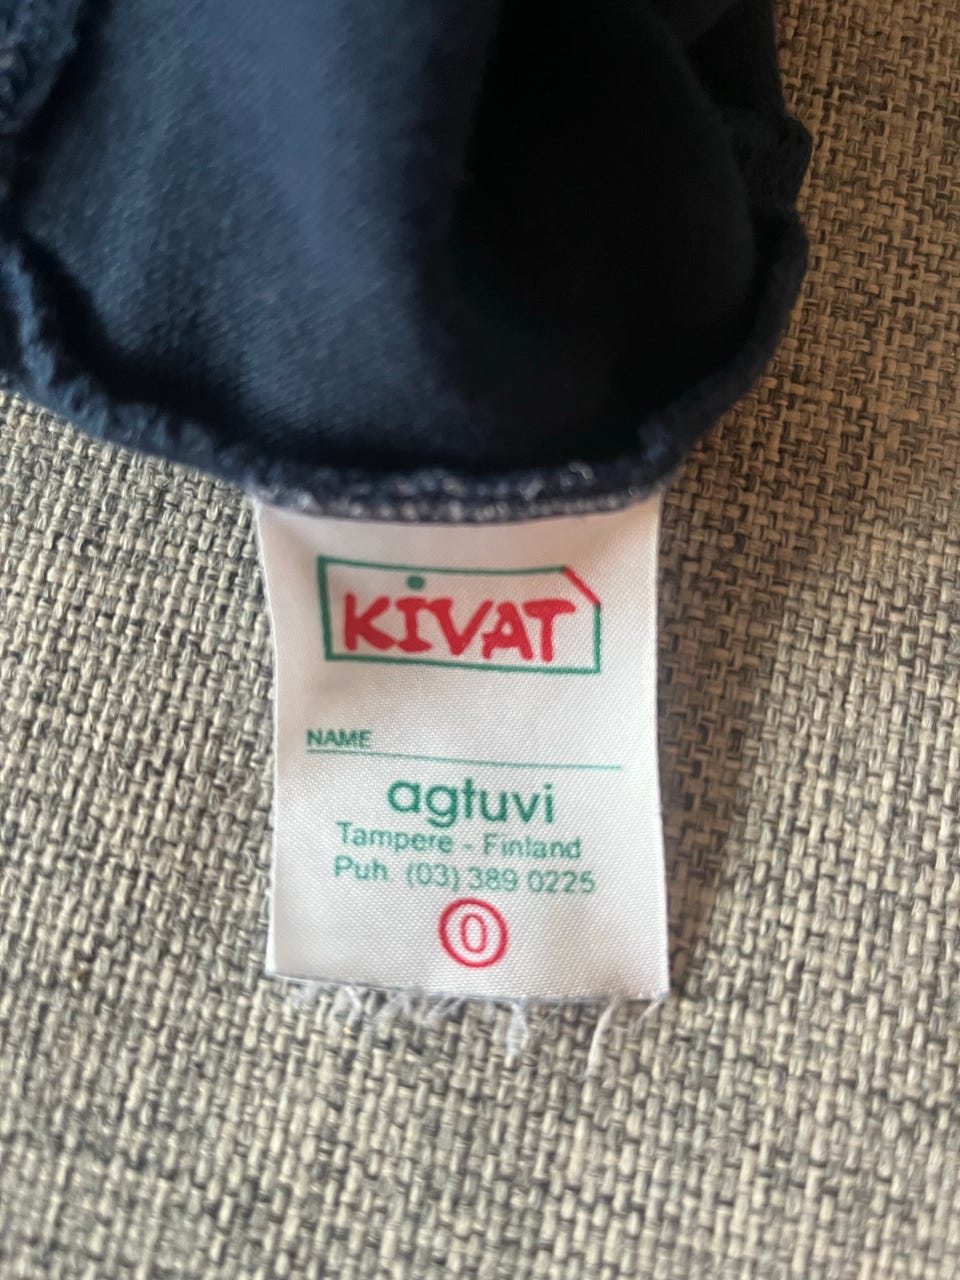 KiVAT
NAME
agtuvi
Tampere - Finland
Puh (03) 389 0225
0